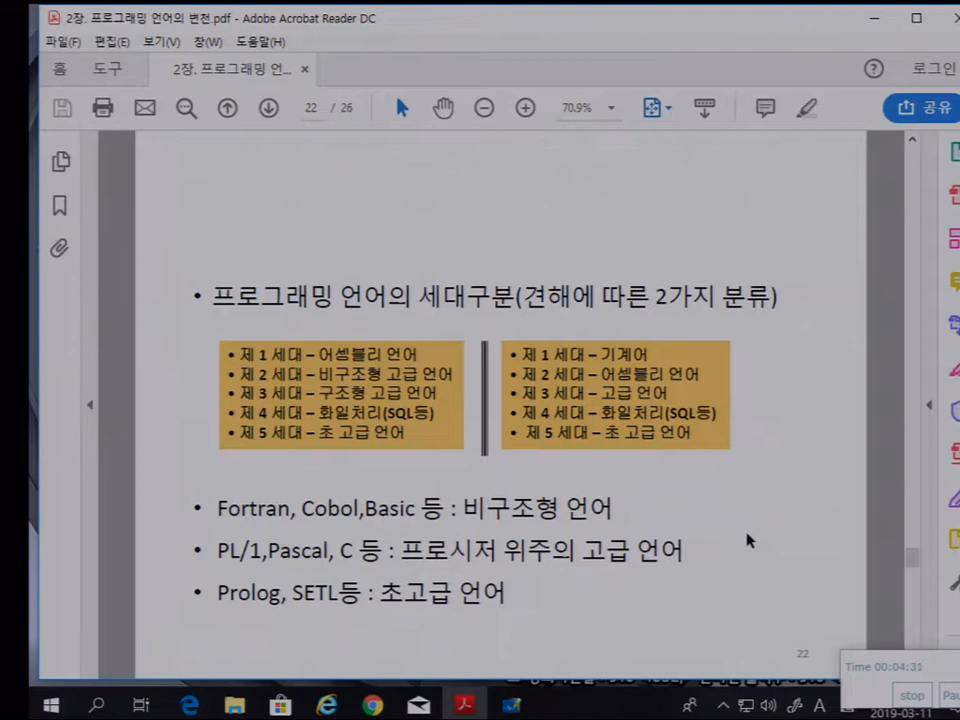 2장. 프로그래밍 언어의 변천.pdf - Adobe Acrobat Reader DC
파일(F) 편집(E) 보기(V) 창(W) 도움말(H)
홈 도구 2장. 프로그래밍 언... × 로그인
22 / 26 70.9% 공유
• 프로그래밍 언어의 세대구분(견해에 따른 2가지 분류)
• 제 1 세대 – 어셈블리 언어
• 제 2 세대 – 비구조형 고급 언어
• 제 3 세대 – 구조형 고급 언어
• 제 4 세대 – 화일처리(SQL등)
• 제 5 세대 – 초 고급 언어
• 제 1 세대 – 기계어
• 제 2 세대 – 어셈블리 언어
• 제 3 세대 – 고급 언어
• 제 4 세대 – 화일처리(SQL등)
• 제 5 세대 – 초 고급 언어
• Fortran, Cobol,Basic 등 : 비구조형 언어
• PL/1,Pascal, C 등 : 프로시저 위주의 고급 언어
• Prolog, SETL등 : 초고급 언어
22
Time 00:04:31
stop
A
2019-03-11